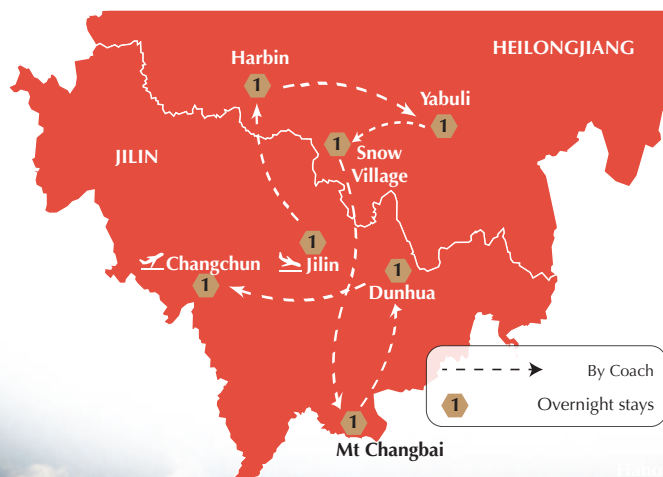 HEILONGJIANG
Harbin
1
Yabuli
1
1
Snow
Village
JILIN
1
Jilin
Changchun
1
1
Dunhua
1
Mt Changbai
By Coach
1
Overnight stays